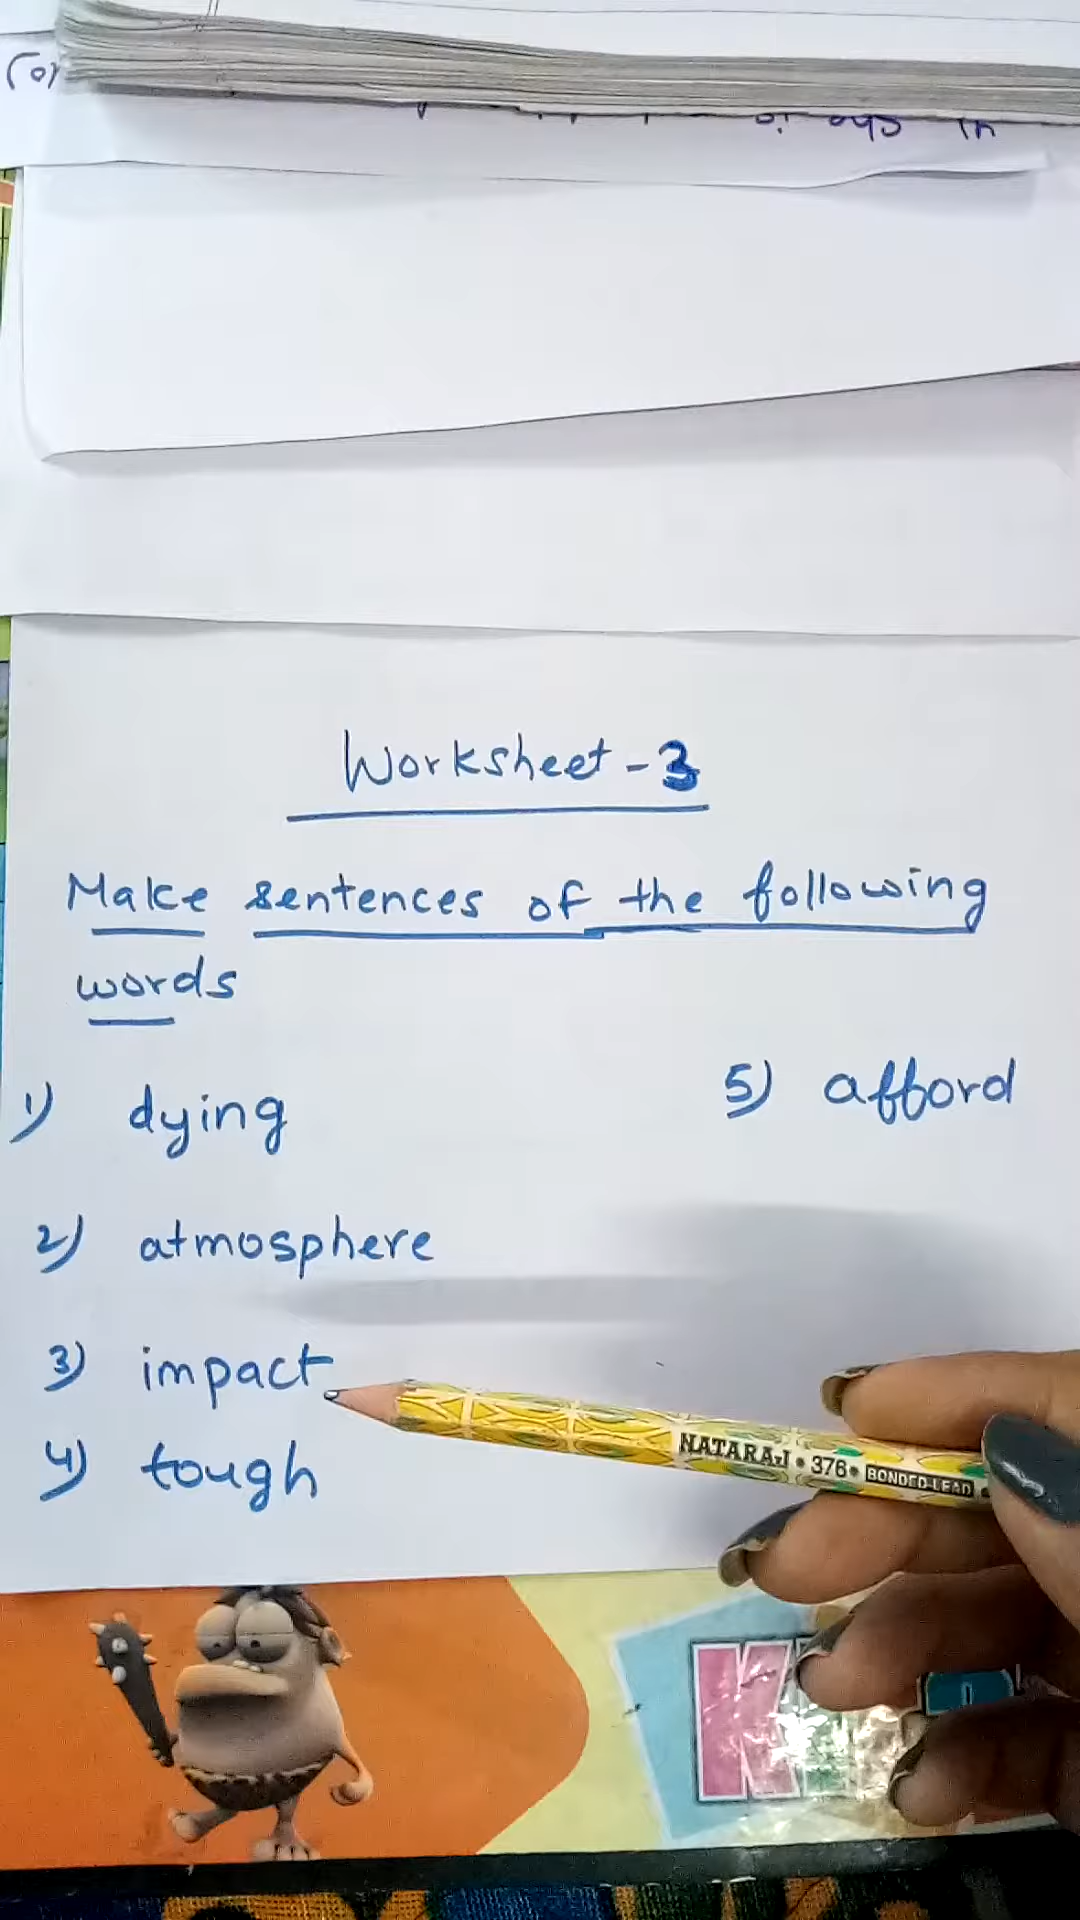 Worksheet - 3
Make sentences of the following
words
1) dying
5) afford
2) atmosphere
3) impact
4) tough
NATARAJ • 376 • BONDED LEAD